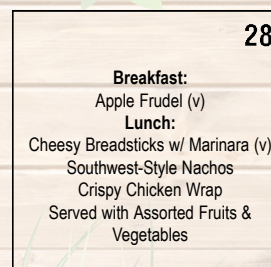 28
Breakfast:
Apple Frudel (v)
Lunch:
Cheesy Breadsticks w/ Marinara (v)
Southwest-Style Nachos
Crispy Chicken Wrap
Served with Assorted Fruits &
Vegetables